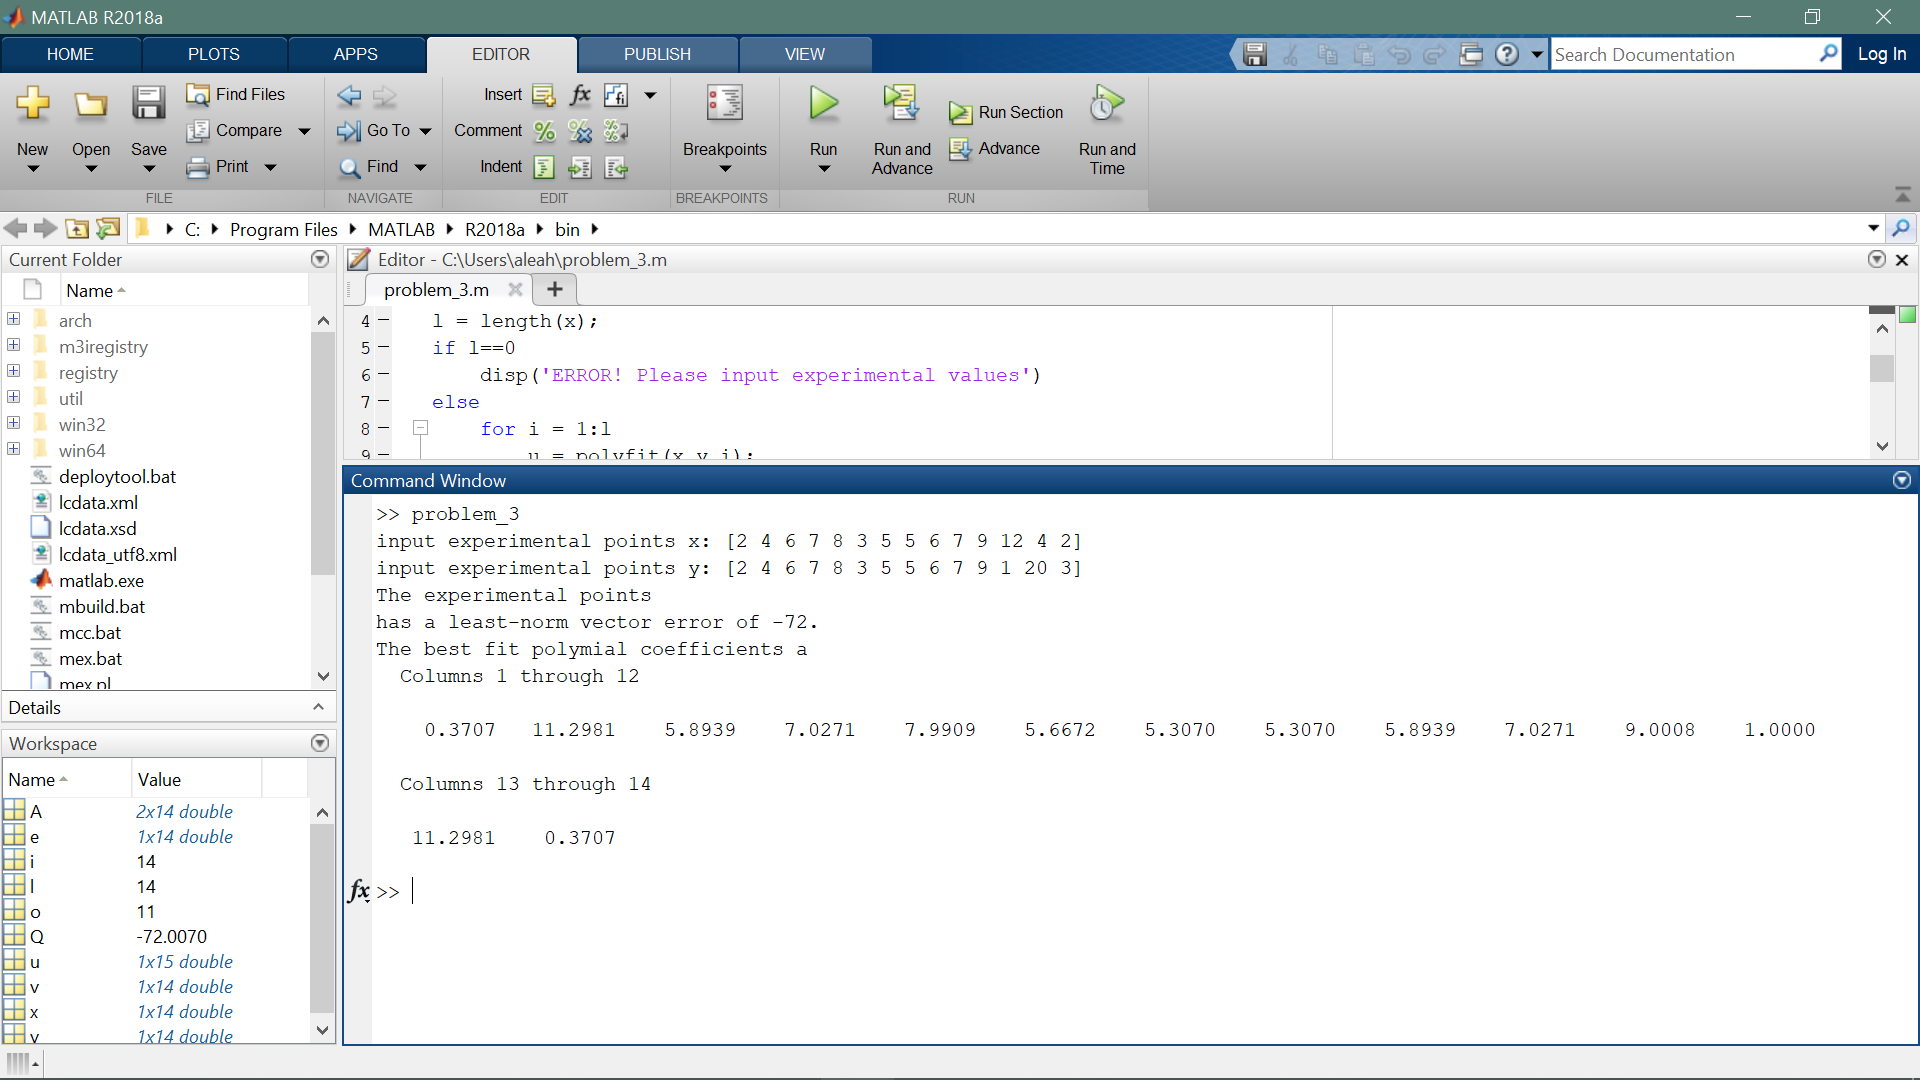 MATLAB R2018a
HOME PLOTS APPS EDITOR PUBLISH VIEW Search Documentation Log In
New
Open
Save
Find Files
Compare
Print
FILE
Go To
Find
NAVIGATE
Insert fx fi
Comment
Indent
EDIT
Breakpoints
BREAKPOINTS
Run
Run and Advance
Run Section
Advance
Run and Time
RUN
C: Program Files MATLAB R2018a bin
Current Folder
Name
arch
m3iregistry
registry
util
win32
win64
deploytool.bat
lcdata.xml
lcdata.xsd
lcdata_utf8.xml
matlab.exe
mbuild.bat
mcc.bat
mex.bat
mex.pl
Details
Workspace
Name Value
A 2x14 double
e 1x14 double
i 14
l 14
o 11
Q -72.0070
u 1x15 double
v 1x14 double
x 1x14 double
y 1x14 double
Editor - C:\Users\aleah\problem_3.m
problem_3.m
4 – l = length(x);
5 – if l==0
6 – disp('ERROR! Please input experimental values')
7 – else
8 – for i = 1:l
9 – u = polyfit(x,y,i);
Command Window
>> problem_3
input experimental points x: [2 4 6 7 8 3 5 5 6 7 9 12 4 2]
input experimental points y: [2 4 6 7 8 3 5 5 6 7 9 1 20 3]
The experimental points
has a least-norm vector error of -72.
The best fit polymial coefficients a
Columns 1 through 12
0.3707 11.2981 5.8939 7.0271 7.9909 5.6672 5.3070 5.3070 5.8939 7.0271 9.0008 1.0000
Columns 13 through 14
11.2981 0.3707
fx >>